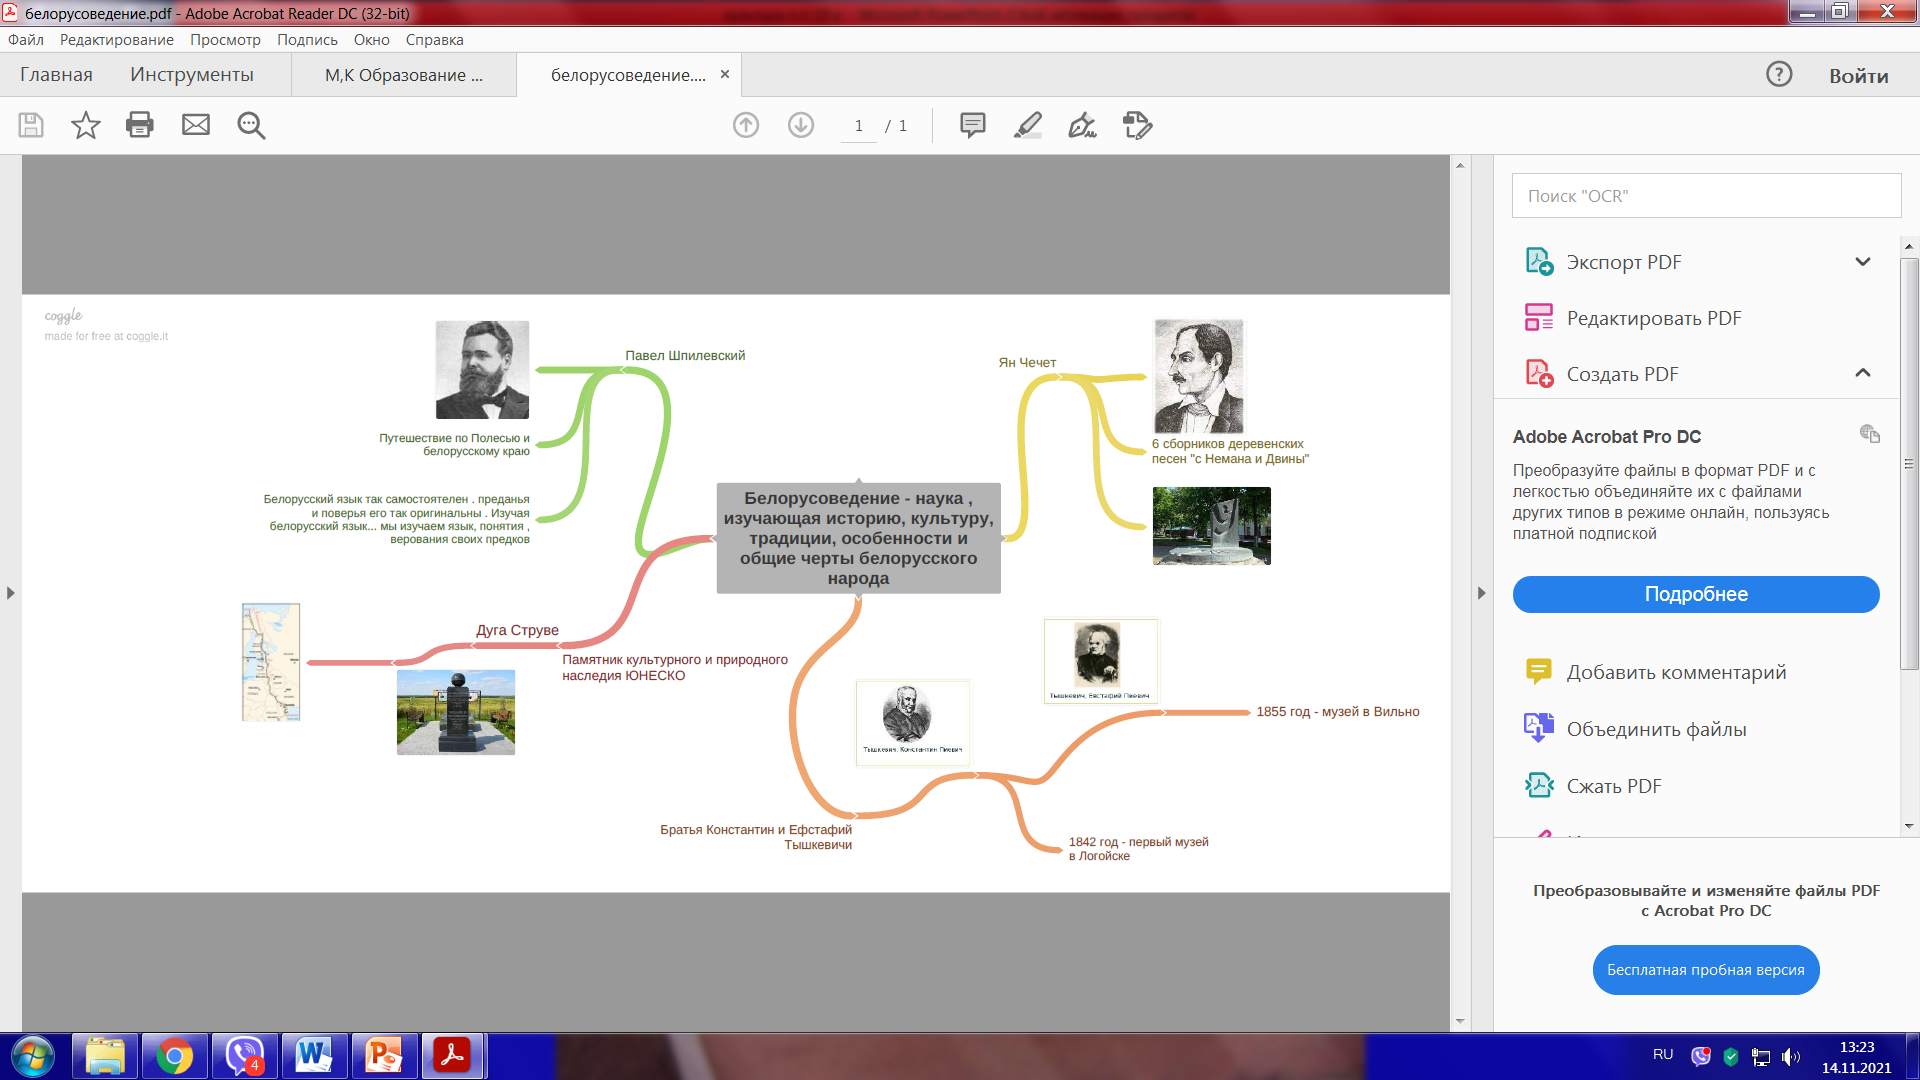 белорусоведение.pdf - Adobe Acrobat Reader DC (32-bit)
Файл Редактирование Просмотр Подпись Окно Справка
Главная Инструменты М,К Образование ... белорусоведение....
Войти
1 / 1
Поиск "OCR"
Экспорт PDF
Редактировать PDF
Создать PDF
Adobe Acrobat Pro DC
Преобразуйте файлы в формат PDF и с
легкостью объединяйте их с файлами
других типов в режиме онлайн, пользуясь
платной подпиской
Подробнее
Добавить комментарий
Объединить файлы
Сжать PDF
Преобразовывайте и изменяйте файлы PDF
с Acrobat Pro DC
Бесплатная пробная версия
coggle
made for free at coggle.it
Павел Шпилевский
Путешествие по Полесью и
белорусскому краю
Белорусский язык так самостоятелен . преданья
и поверья его так оригинальны . Изучая
белорусский язык... мы изучаем язык, понятия ,
верования своих предков
Ян Чечет
6 сборников деревенских
песен "с Немана и Двины"
Белорусоведение - наука ,
изучающая историю, культуру,
традиции, особенности и
общие черты белорусского
народа
Дуга Струве
Памятник культурного и природного
наследия ЮНЕСКО
Тышкевич, Евстафий Пиевич
Тышкевич, Константин Пиевич
1855 год - музей в Вильно
Братья Константин и Ефстафий
Тышкевичи
1842 год - первый музей
в Логойске
4
RU
13:23
14.11.2021